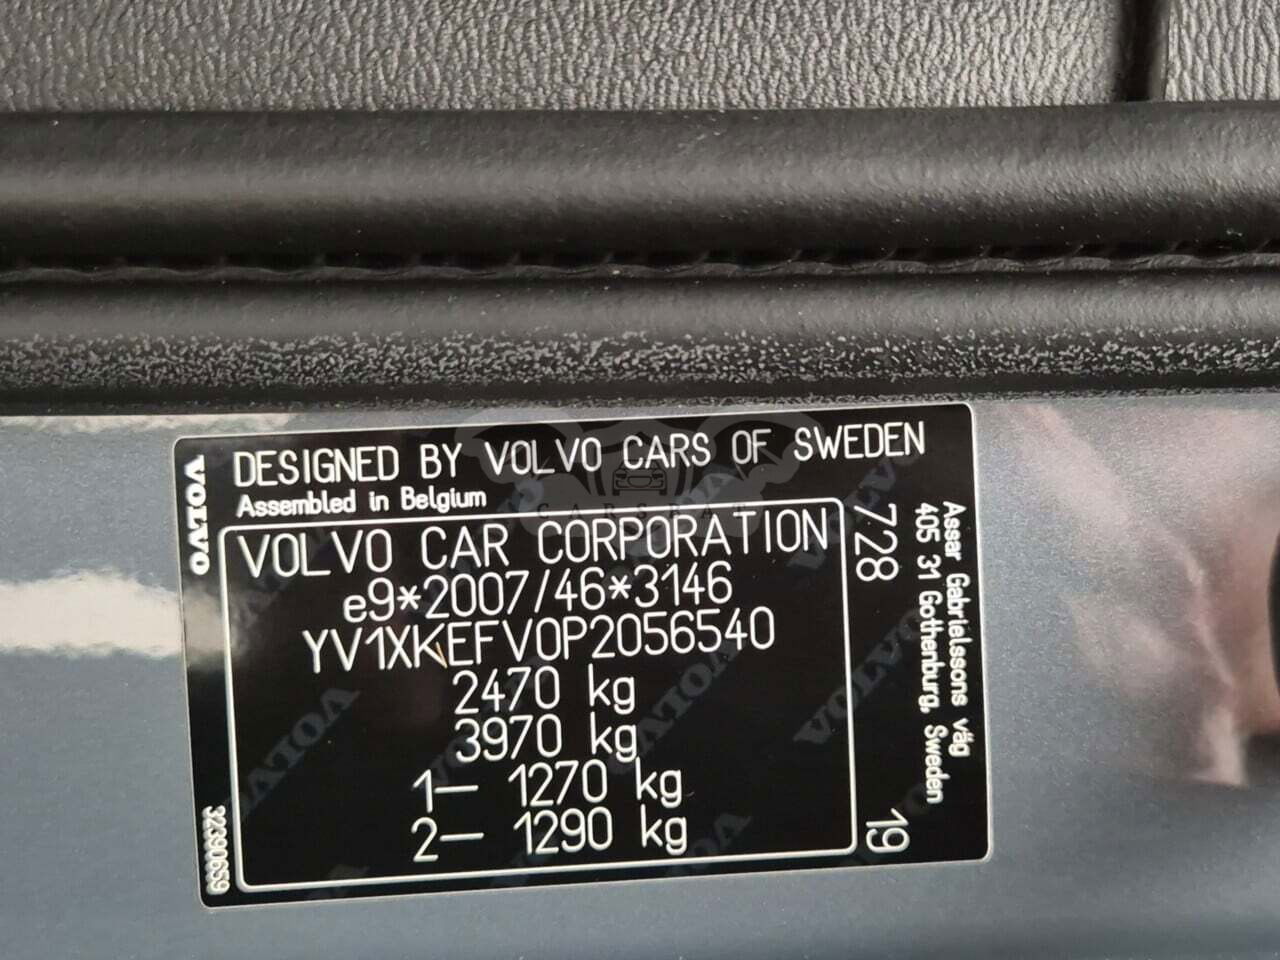 DESIGNED BY VOLVO CARS OF SWEDEN
Assembled in Belgium
VOLVO
VOLVO CAR CORPORATION
e9*2007/46*3146
YV1XKEFV0P2056540
2470 kg
3970 kg
1– 1270 kg
2– 1290 kg
728
19
Assar Gabrielssons väg
405 31 Gothenburg, Sweden
32390659